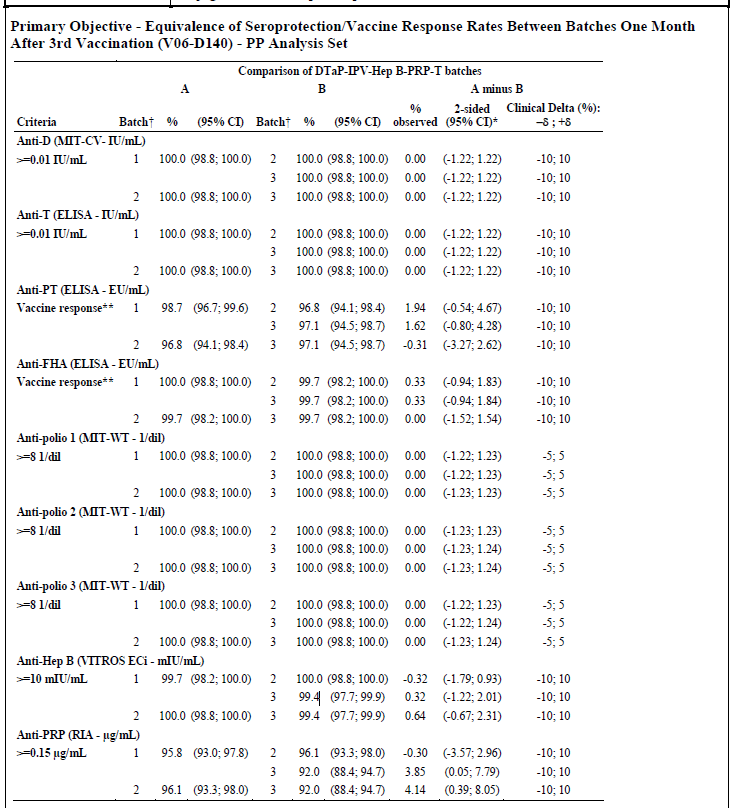 Primary Objective - Equivalence of Seroprotection/Vaccine Response Rates Between Batches One Month
After 3rd Vaccination (V06-D140) - PP Analysis Set
Comparison of DTaP-IPV-Hep B-PRP-T batches
A B A minus B
% 2-sided Clinical Delta (%):
Criteria Batch† % (95% CI) Batch† % (95% CI) observed (95% CI)* –δ ; +δ
Anti-D (MIT-CV- IU/mL)
>=0.01 IU/mL 1 100.0 (98.8; 100.0) 2 100.0 (98.8; 100.0) 0.00 (-1.22; 1.22) -10; 10
3 100.0 (98.8; 100.0) 0.00 (-1.22; 1.22) -10; 10
2 100.0 (98.8; 100.0) 3 100.0 (98.8; 100.0) 0.00 (-1.22; 1.22) -10; 10
Anti-T (ELISA - IU/mL)
>=0.01 IU/mL 1 100.0 (98.8; 100.0) 2 100.0 (98.8; 100.0) 0.00 (-1.22; 1.22) -10; 10
3 100.0 (98.8; 100.0) 0.00 (-1.22; 1.22) -10; 10
2 100.0 (98.8; 100.0) 3 100.0 (98.8; 100.0) 0.00 (-1.22; 1.22) -10; 10
Anti-PT (ELISA - EU/mL)
Vaccine response** 1 98.7 (96.7; 99.6) 2 96.8 (94.1; 98.4) 1.94 (-0.54; 4.67) -10; 10
3 97.1 (94.5; 98.7) 1.62 (-0.80; 4.28) -10; 10
2 96.8 (94.1; 98.4) 3 97.1 (94.5; 98.7) -0.31 (-3.27; 2.62) -10; 10
Anti-FHA (ELISA - EU/mL)
Vaccine response** 1 100.0 (98.8; 100.0) 2 99.7 (98.2; 100.0) 0.33 (-0.94; 1.83) -10; 10
3 99.7 (98.2; 100.0) 0.33 (-0.94; 1.84) -10; 10
2 99.7 (98.2; 100.0) 3 99.7 (98.2; 100.0) 0.00 (-1.52; 1.54) -10; 10
Anti-polio 1 (MIT-WT - 1/dil)
>=8 1/dil 1 100.0 (98.8; 100.0) 2 100.0 (98.8; 100.0) 0.00 (-1.22; 1.23) -5; 5
3 100.0 (98.8; 100.0) 0.00 (-1.22; 1.23) -5; 5
2 100.0 (98.8; 100.0) 3 100.0 (98.8; 100.0) 0.00 (-1.23; 1.23) -5; 5
Anti-polio 2 (MIT-WT - 1/dil)
>=8 1/dil 1 100.0 (98.8; 100.0) 2 100.0 (98.8; 100.0) 0.00 (-1.23; 1.23) -5; 5
3 100.0 (98.8; 100.0) 0.00 (-1.23; 1.24) -5; 5
2 100.0 (98.8; 100.0) 3 100.0 (98.8; 100.0) 0.00 (-1.23; 1.24) -5; 5
Anti-polio 3 (MIT-WT - 1/dil)
>=8 1/dil 1 100.0 (98.8; 100.0) 2 100.0 (98.8; 100.0) 0.00 (-1.22; 1.23) -5; 5
3 100.0 (98.8; 100.0) 0.00 (-1.22; 1.24) -5; 5
2 100.0 (98.8; 100.0) 3 100.0 (98.8; 100.0) 0.00 (-1.23; 1.24) -5; 5
Anti-Hep B (VITROS ECi - mIU/mL)
>=10 mIU/mL 1 99.7 (98.2; 100.0) 2 100.0 (98.8; 100.0) -0.32 (-1.79; 0.93) -10; 10
3 99.4 (97.7; 99.9) 0.32 (-1.22; 2.01) -10; 10
2 100.0 (98.8; 100.0) 3 99.4 (97.7; 99.9) 0.64 (-0.67; 2.31) -10; 10
Anti-PRP (RIA - µg/mL)
>=0.15 µg/mL 1 95.8 (93.0; 97.8) 2 96.1 (93.3; 98.0) -0.30 (-3.57; 2.96) -10; 10
3 92.0 (88.4; 94.7) 3.85 (0.05; 7.79) -10; 10
2 96.1 (93.3; 98.0) 3 92.0 (88.4; 94.7) 4.14 (0.39; 8.05) -10; 10